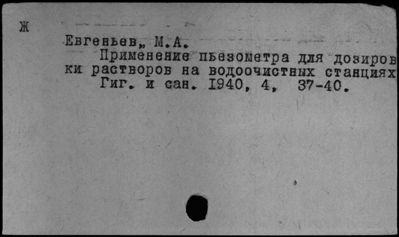 Ж
Евгеньев, М.А.
Применение пьезометра для дозиров
ки растворов на водоочистных станциях
Гиг. и сан. 1940, 4, 37-40.